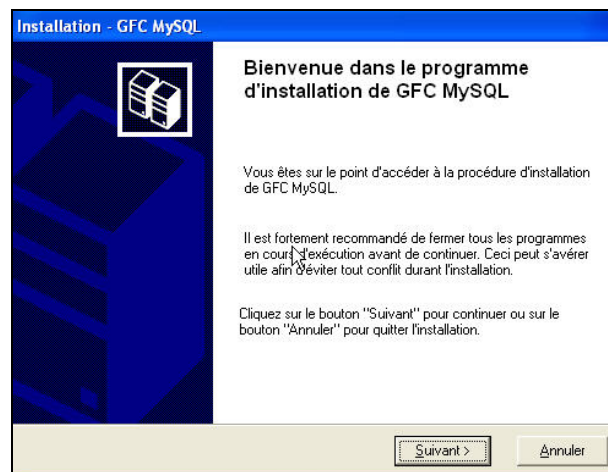 Installation - GFC MySQL
Bienvenue dans le programme
d'installation de GFC MySQL
Vous êtes sur le point d'accéder à la procédure d'installation
de GFC MySQL.
Il est fortement recommandé de fermer tous les programmes
en cours d'exécution avant de continuer. Ceci peut s'avérer
utile afin d'éviter tout conflit durant l'installation.
Cliquez sur le bouton "Suivant" pour continuer ou sur le
bouton "Annuler" pour quitter l'installation.
Suivant >
Annuler